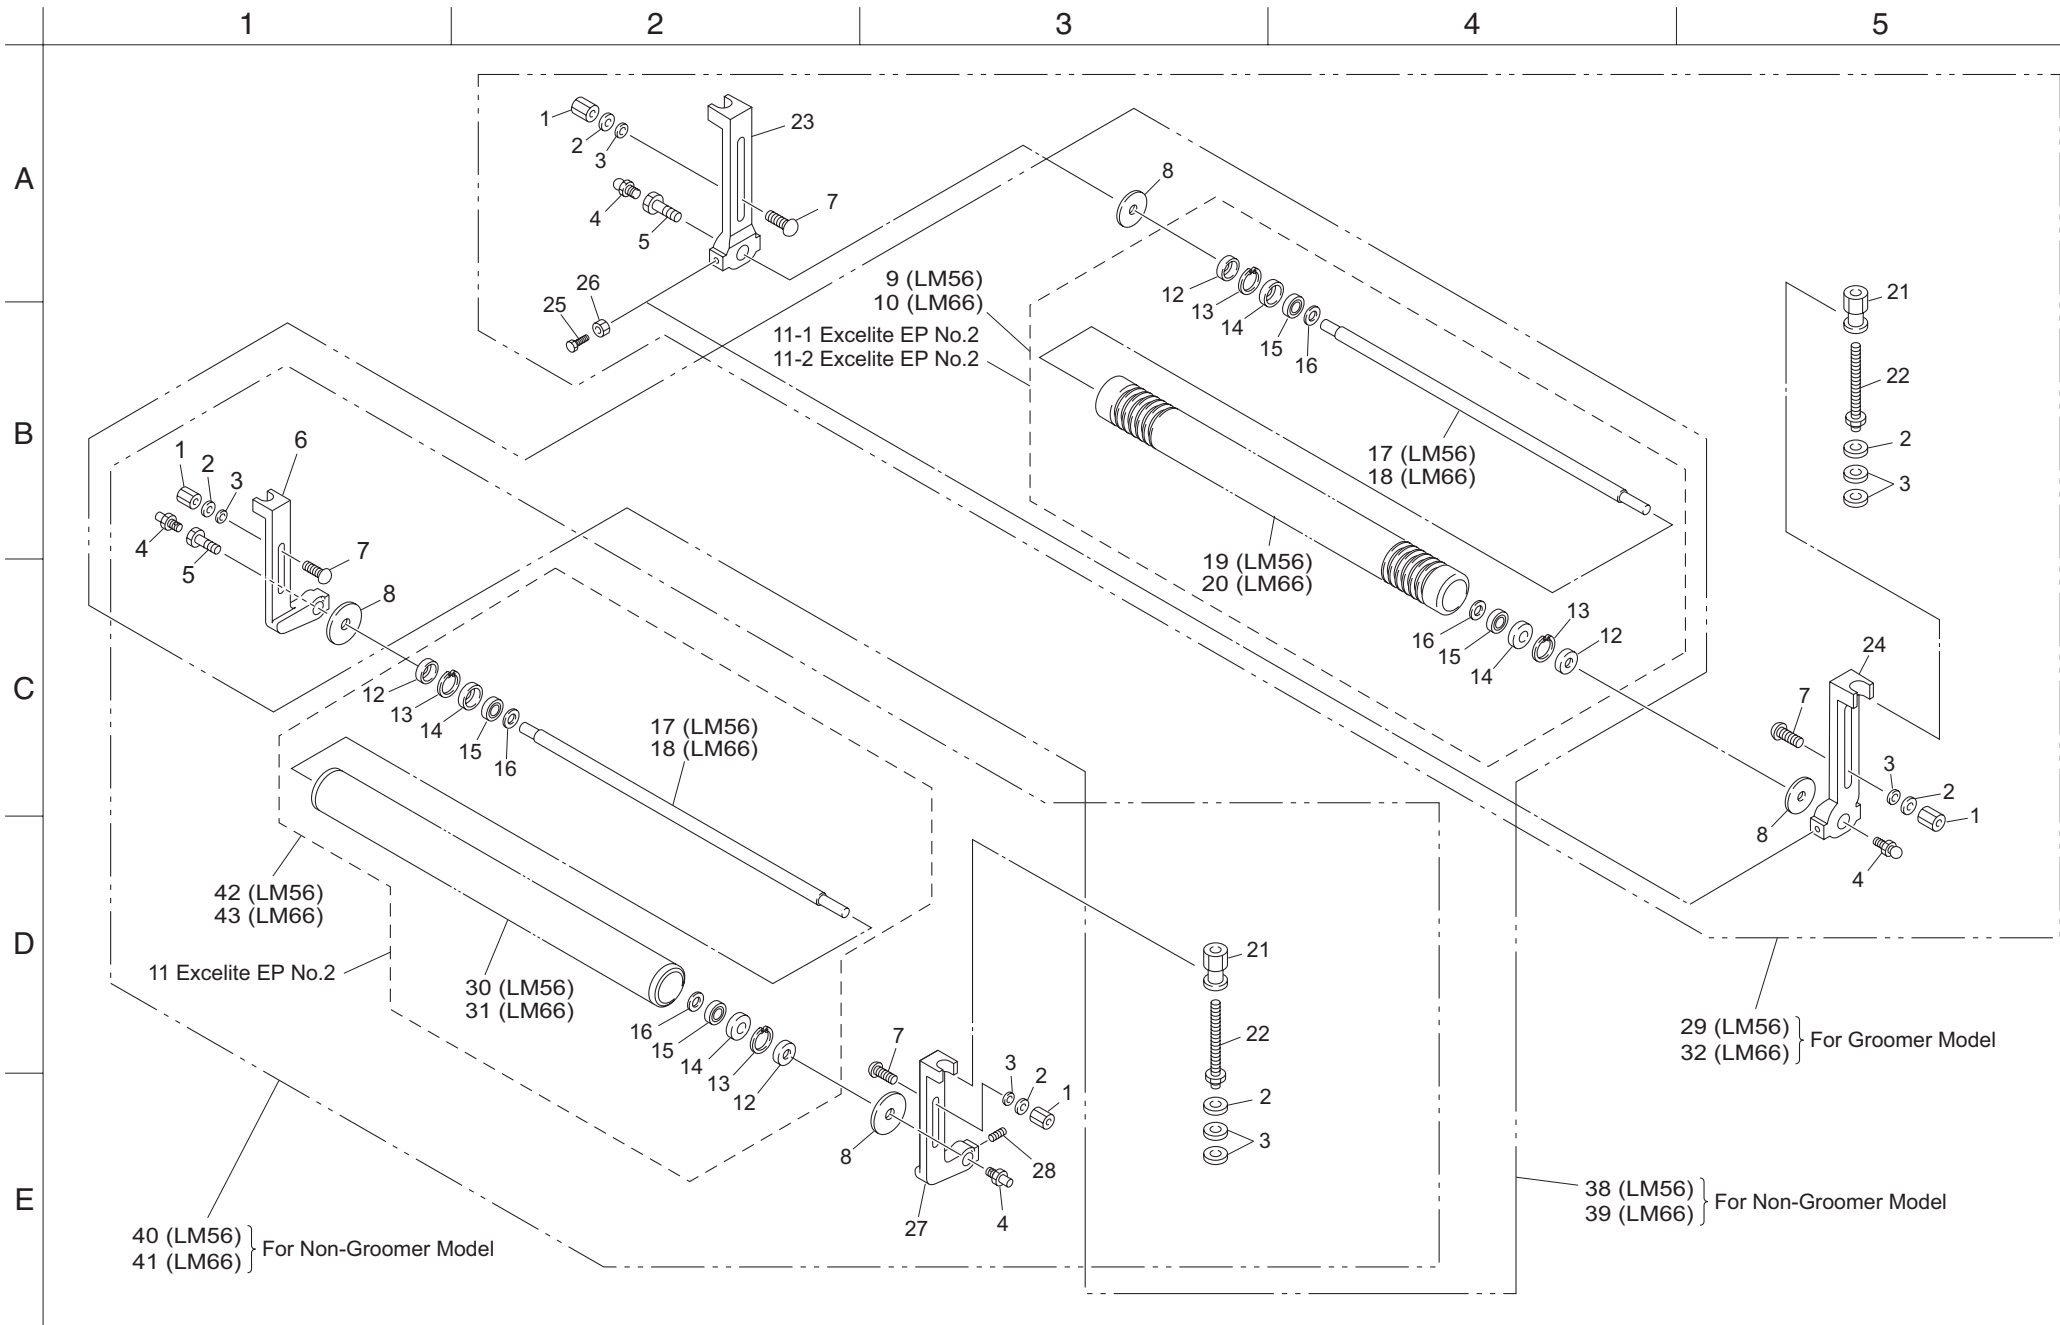 1 2 3 4 5
A
B
C
D
E
1
2
3
4
5
23
7
8
26
25
9 (LM56)
10 (LM66)
11-1 Excelite EP No.2
11-2 Excelite EP No.2
12
13
14
15
16
17 (LM56)
18 (LM66)
19 (LM56)
20 (LM66)
16
15
14
13
12
21
22
2
3
24
7
3
2
1
8
4
29 (LM56)
32 (LM66)
For Groomer Model
1
2
3
6
4
5
7
8
12
13
14
15
16
17 (LM56)
18 (LM66)
42 (LM56)
43 (LM66)
11 Excelite EP No.2
30 (LM56)
31 (LM66)
16
15
14
13
12
7
3
2
1
8
28
27
4
21
22
2
3
38 (LM56)
39 (LM66)
For Non-Groomer Model
40 (LM56)
41 (LM66)
For Non-Groomer Model